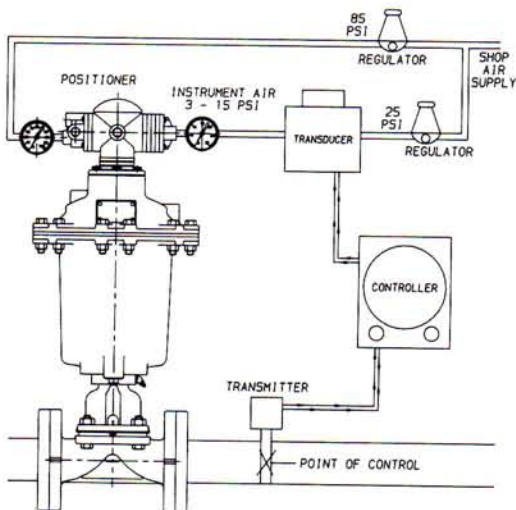 85
PSI
REGULATOR
SHOP
AIR
SUPPLY
POSITIONER
INSTRUMENT AIR
3 - 15 PSI
25
PSI
TRANSDUCER
REGULATOR
CONTROLLER
TRANSMITTER
POINT OF CONTROL